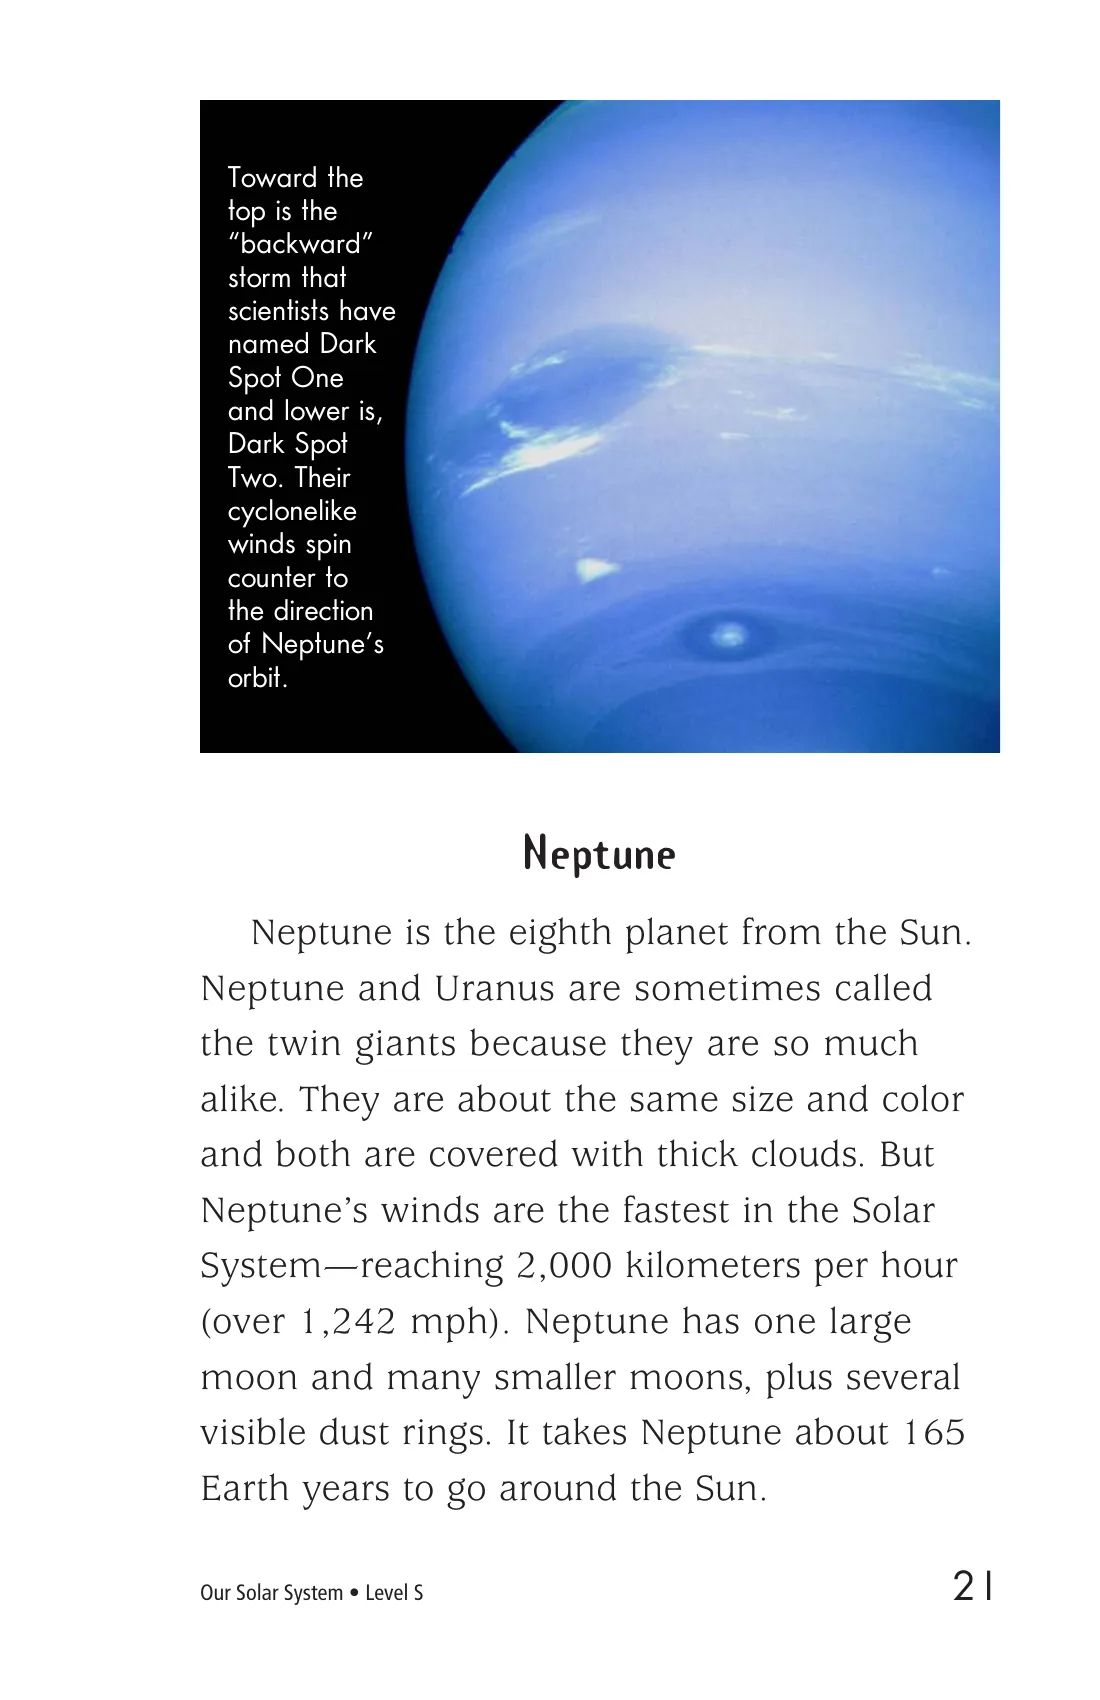 Toward the
top is the
“backward”
storm that
scientists have
named Dark
Spot One
and lower is,
Dark Spot
Two. Their
cyclonelike
winds spin
counter to
the direction
of Neptune’s
orbit.
Neptune
Neptune is the eighth planet from the Sun.
Neptune and Uranus are sometimes called
the twin giants because they are so much
alike. They are about the same size and color
and both are covered with thick clouds. But
Neptune’s winds are the fastest in the Solar
System—reaching 2,000 kilometers per hour
(over 1,242 mph). Neptune has one large
moon and many smaller moons, plus several
visible dust rings. It takes Neptune about 165
Earth years to go around the Sun.
Our Solar System • Level S
21